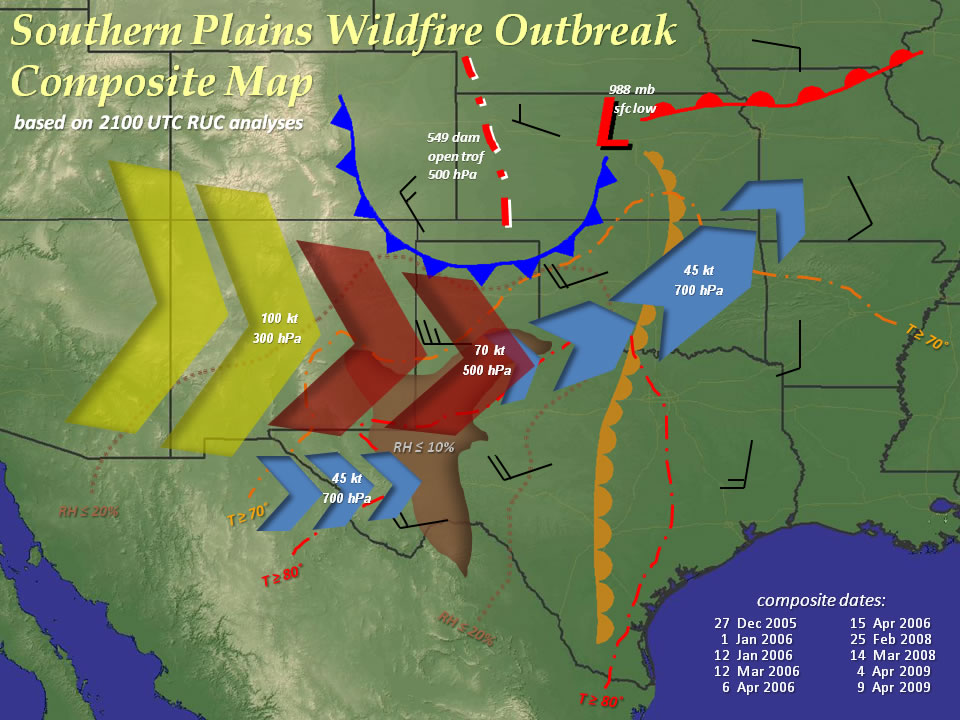 Southern Plains Wildfire Outbreak
Composite Map
based on 2100 UTC RUC analyses
988 mb
sfc low
L
549 dam
open trof
500 hPa
45 kt
700 hPa
100 kt
300 hPa
T ≥ 70°
70 kt
500 hPa
RH ≤ 10%
45 kt
700 hPa
RH ≤ 20%
T ≥ 70°
T ≥ 80°
RH ≤ 20%
T ≥ 80°
composite dates:
27 Dec 2005
1 Jan 2006
12 Jan 2006
12 Mar 2006
6 Apr 2006
15 Apr 2006
25 Feb 2008
14 Mar 2008
4 Apr 2009
9 Apr 2009